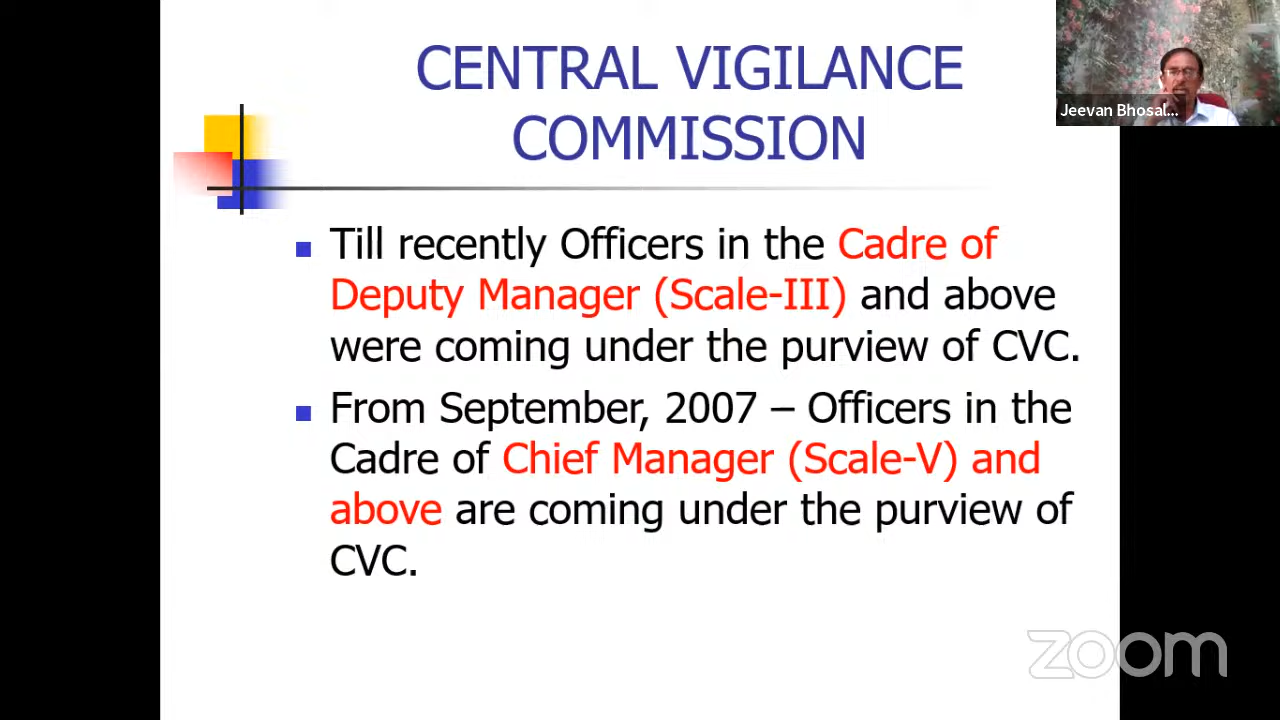 CENTRAL VIGILANCE
COMMISSION
Jeevan Bhosal...
Till recently Officers in the Cadre of
Deputy Manager (Scale-III) and above
were coming under the purview of CVC.
From September, 2007 – Officers in the
Cadre of Chief Manager (Scale-V) and
above are coming under the purview of
CVC.
zoom